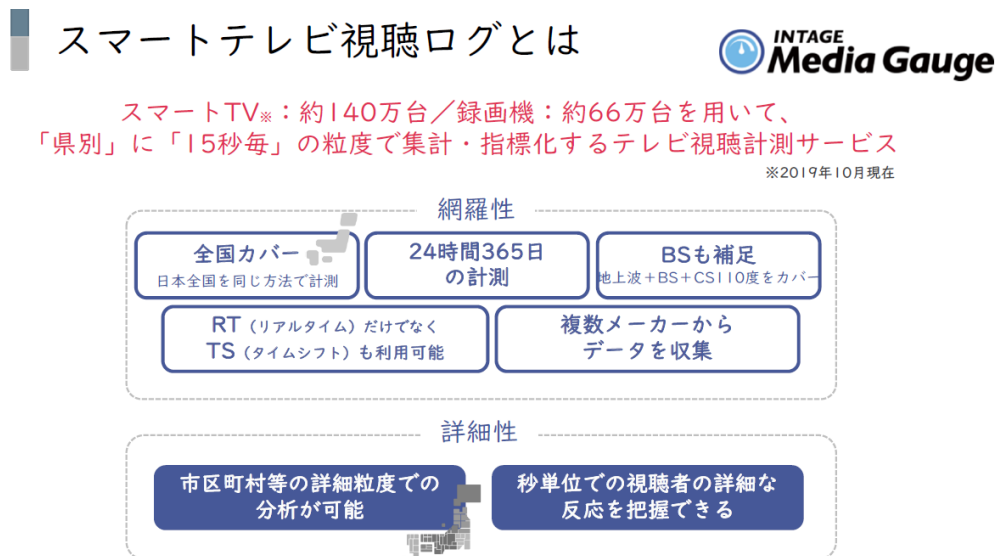 スマートテレビ視聴ログとは
INTAGE
Media Gauge
スマートTV※：約140万台／録画機：約66万台を用いて、
「県別」に「15秒毎」の粒度で集計・指標化するテレビ視聴計測サービス
※2019年10月現在
網羅性
全国カバー
日本全国を同じ方法で計測
24時間365日
の計測
BSも補足
地上波＋BS＋CS110度をカバー
RT（リアルタイム）だけでなく
TS（タイムシフト）も利用可能
複数メーカーから
データを収集
詳細性
市区町村等の詳細粒度での
分析が可能
秒単位での視聴者の詳細な
反応を把握できる